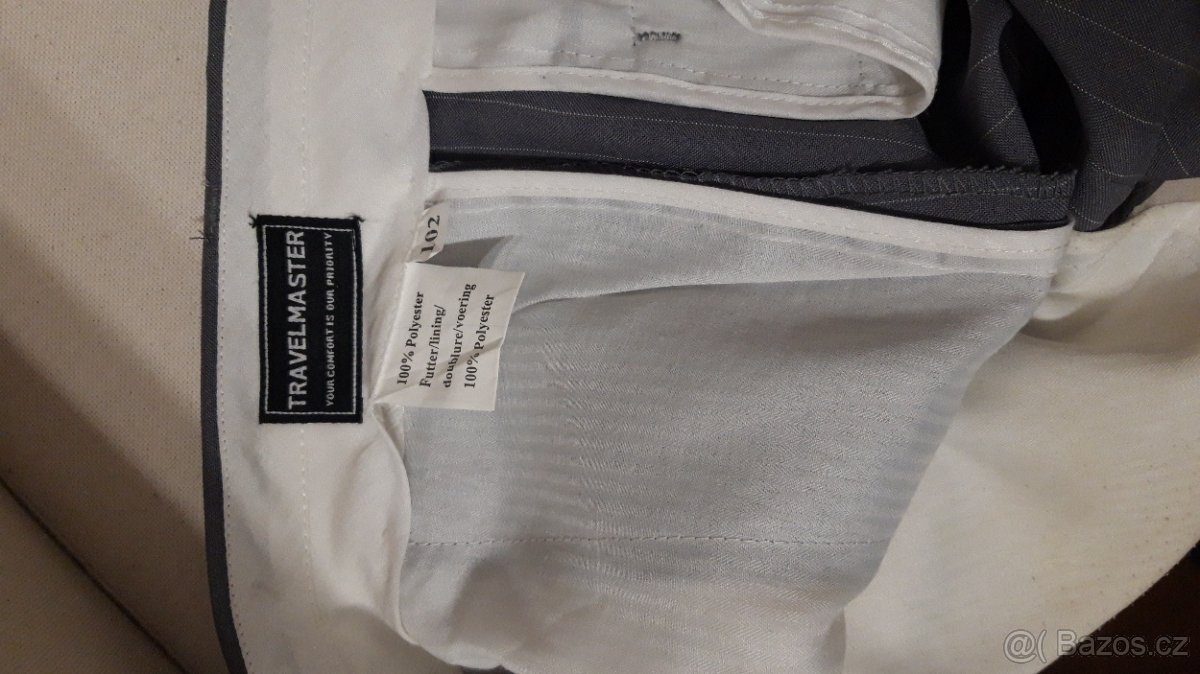 TRAVELMASTER
YOUR COMFORT IS OUR PRIORITY
102
100% Polyester
Futter/lining/
doublure/voering
100% Polyester
@( Bazos.cz